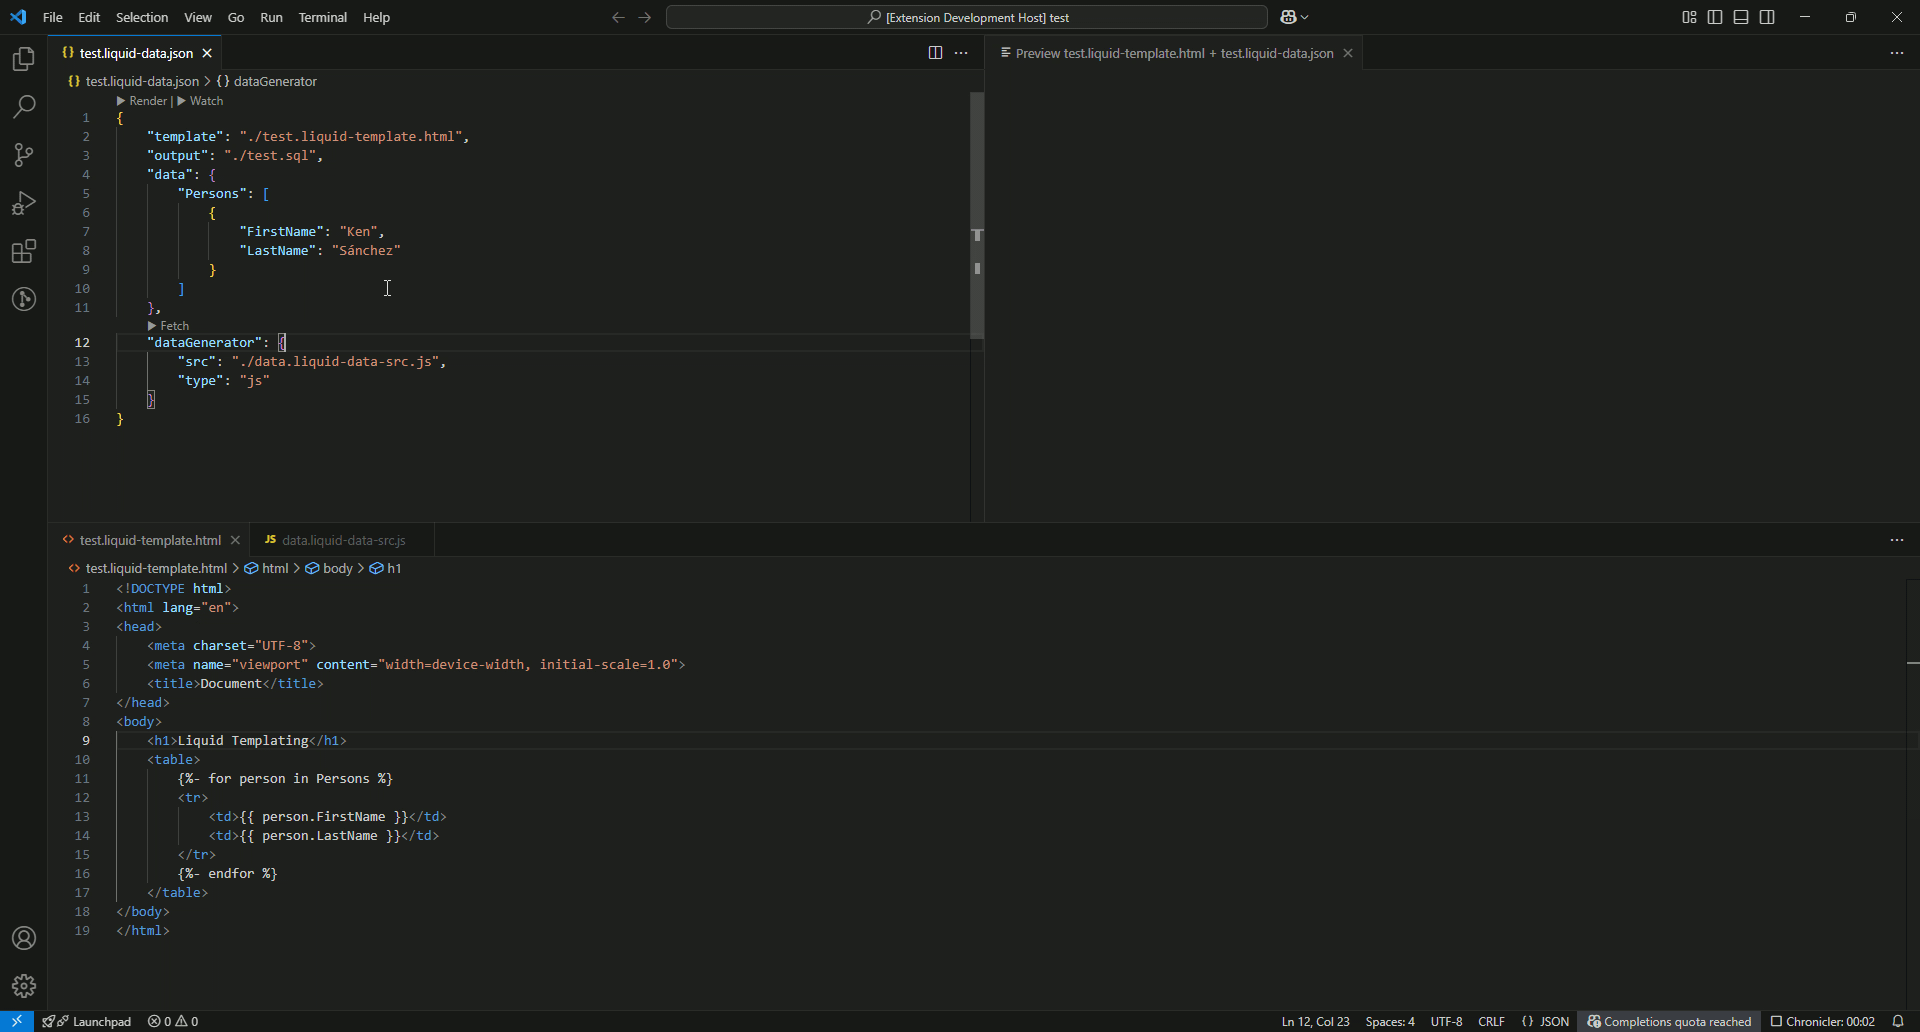 File Edit Selection View Go Run Terminal Help
[Extension Development Host] test
test.liquid-data.json
Preview test.liquid-template.html + test.liquid-data.json
{} test.liquid-data.json > {} dataGenerator
Render | Watch
1 {
2 "template": "./test.liquid-template.html",
3 "output": "./test.sql",
4 "data": {
5 "Persons": [
6 {
7 "FirstName": "Ken",
8 "LastName": "Sánchez"
9 }
10 ]
11 },
Fetch
12 "dataGenerator": {
13 "src": "./data.liquid-data-src.js",
14 "type": "js"
15 }
16 }
test.liquid-template.html
JS data.liquid-data-src.js
test.liquid-template.html > html > body > h1
1 <!DOCTYPE html>
2 <html lang="en">
3 <head>
4 <meta charset="UTF-8">
5 <meta name="viewport" content="width=device-width, initial-scale=1.0">
6 <title>Document</title>
7 </head>
8 <body>
9 <h1>Liquid Templating</h1>
10 <table>
11 {%- for person in Persons %}
12 <tr>
13 <td>{{ person.FirstName }}</td>
14 <td>{{ person.LastName }}</td>
15 </tr>
16 {%- endfor %}
17 </table>
18 </body>
19 </html>
Launchpad 0 0
Ln 12, Col 23 Spaces: 4 UTF-8 CRLF {} JSON Completions quota reached Chronicler: 00:02